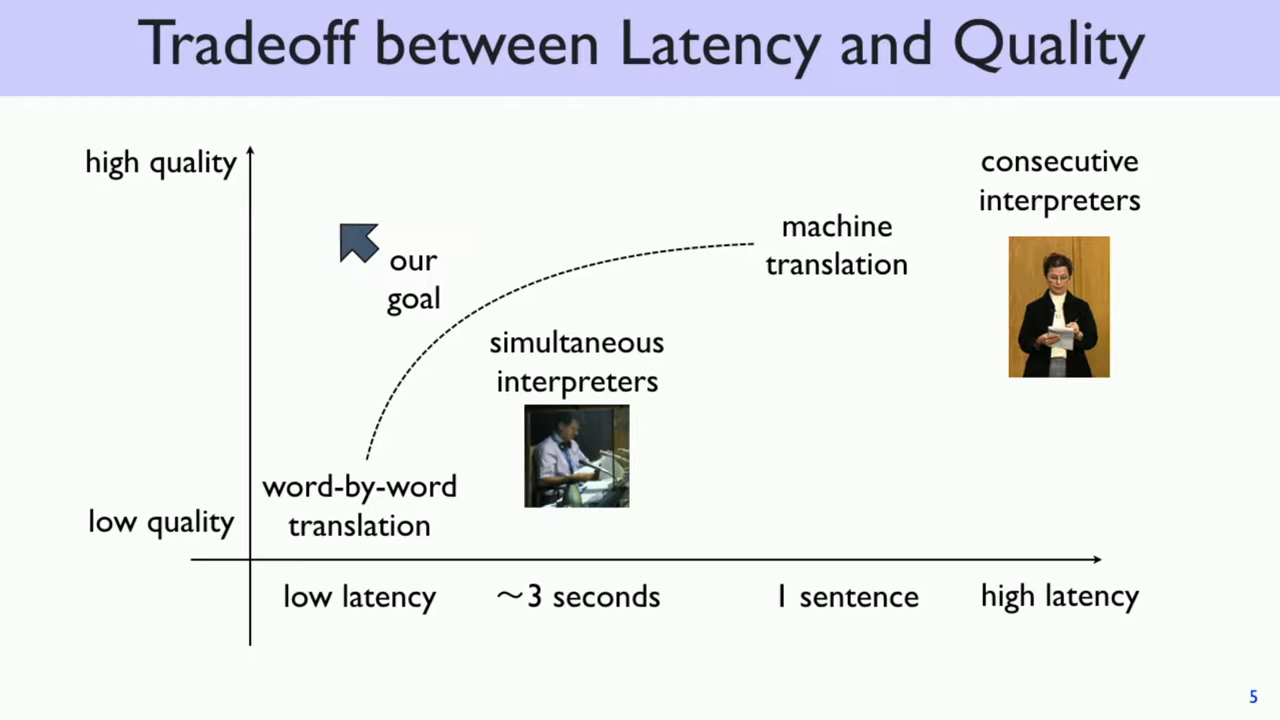 Tradeoff between Latency and Quality
high quality
consecutive
interpreters
machine
translation
our
goal
simultaneous
interpreters
word-by-word
translation
low quality
low latency
~3 seconds
1 sentence
high latency
5